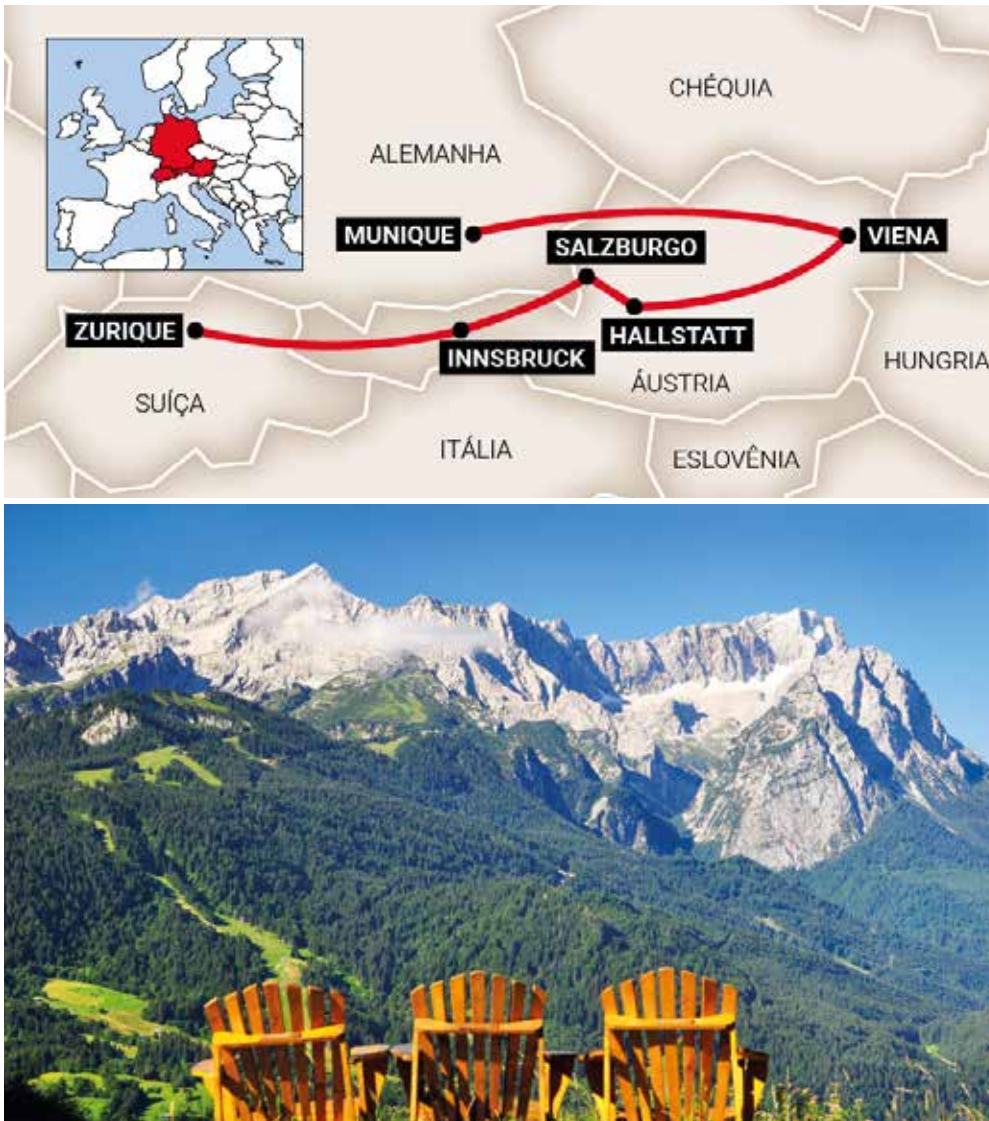 CHÉQUIA
ALEMANHA
MUNIQUE
SALZBURGO
VIENA
ZURIQUE
INNSBRUCK
HALLSTATT
HUNGRIA
SUÍÇA
ÁUSTRIA
ITÁLIA
ESLOVÊNIA